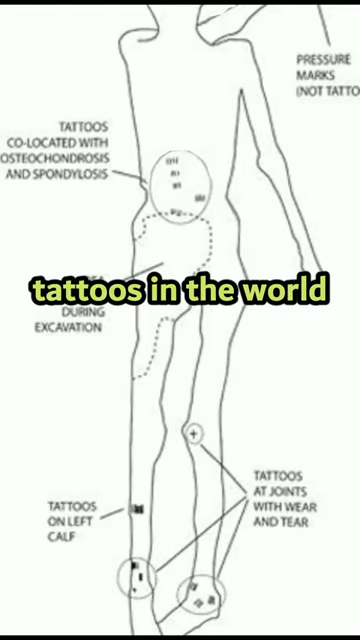 PRESSURE
MARKS
(NOT TATTO
TATTOOS
CO-LOCATED WITH
OSTEOCHONDROSIS
AND SPONDYLOSIS
tattoos in the world
DURING
EXCAVATION
TATTOOS
AT JOINTS
WITH WEAR
AND TEAR
TATTOOS
ON LEFT
CALF